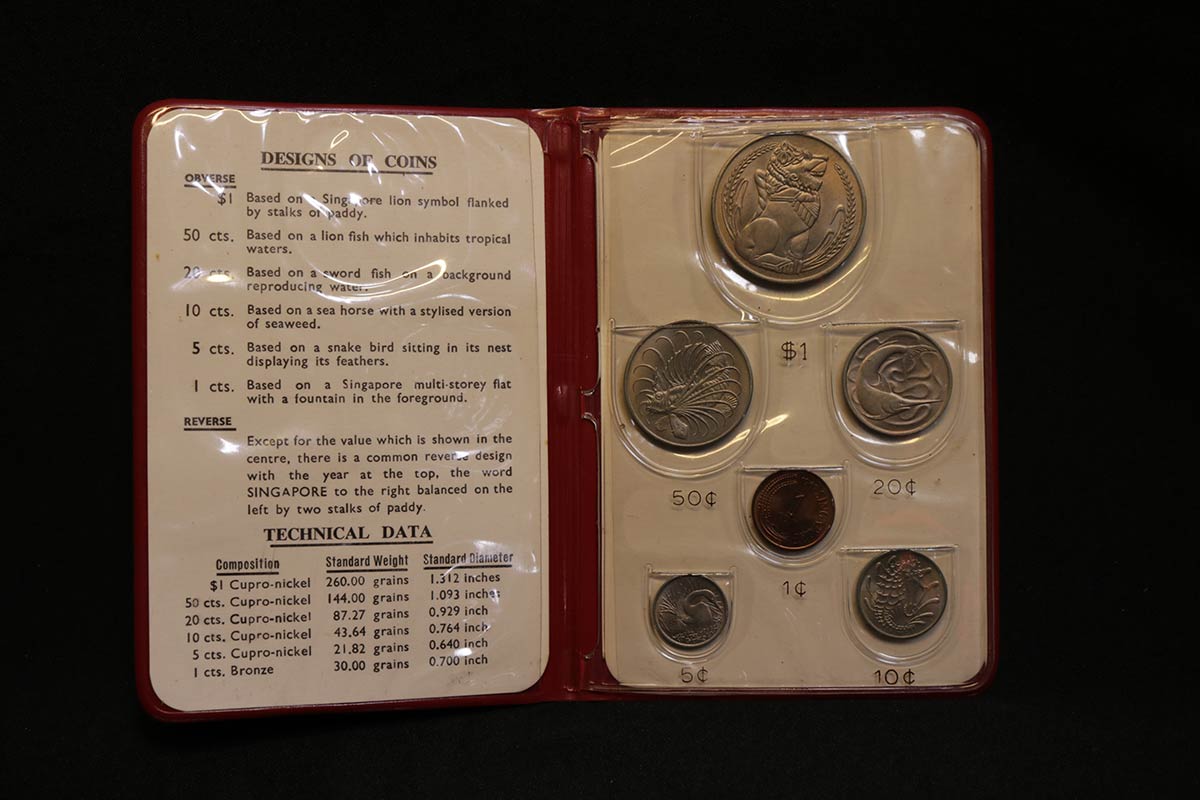 DESIGNS OF COINS
OBVERSE
$1 Based on a Singapore lion symbol flanked
by stalks of paddy.
50 cts. Based on a lion fish which inhabits tropical
waters.
20 cts. Based on a sword fish on a background
reproducing water.
10 cts. Based on a sea horse with a stylised version
of seaweed.
5 cts. Based on a snake bird sitting in its nest
displaying its feathers.
1 cts. Based on a Singapore multi-storey flat
with a fountain in the foreground.
REVERSE
Except for the value which is shown in the
centre, there is a common reverse design
with the year at the top, the word
SINGAPORE to the right balanced on the
left by two stalks of paddy.
TECHNICAL DATA
Composition Standard Weight Standard Diameter
$1 Cupro-nickel 260.00 grains 1.312 inches
50 cts. Cupro-nickel 144.00 grains 1.093 inches
20 cts. Cupro-nickel 87.27 grains 0.929 inch
10 cts. Cupro-nickel 43.64 grains 0.764 inch
5 cts. Cupro-nickel 21.82 grains 0.640 inch
1 cts. Bronze 30.00 grains 0.700 inch
$1
50¢
20¢
1¢
5¢
10¢